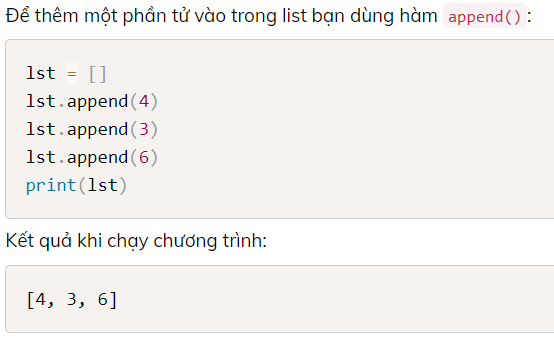 Để thêm một phần tử vào trong list bạn dùng hàm append():
lst = []
lst.append(4)
lst.append(3)
lst.append(6)
print(lst)
Kết quả khi chạy chương trình:
[4, 3, 6]